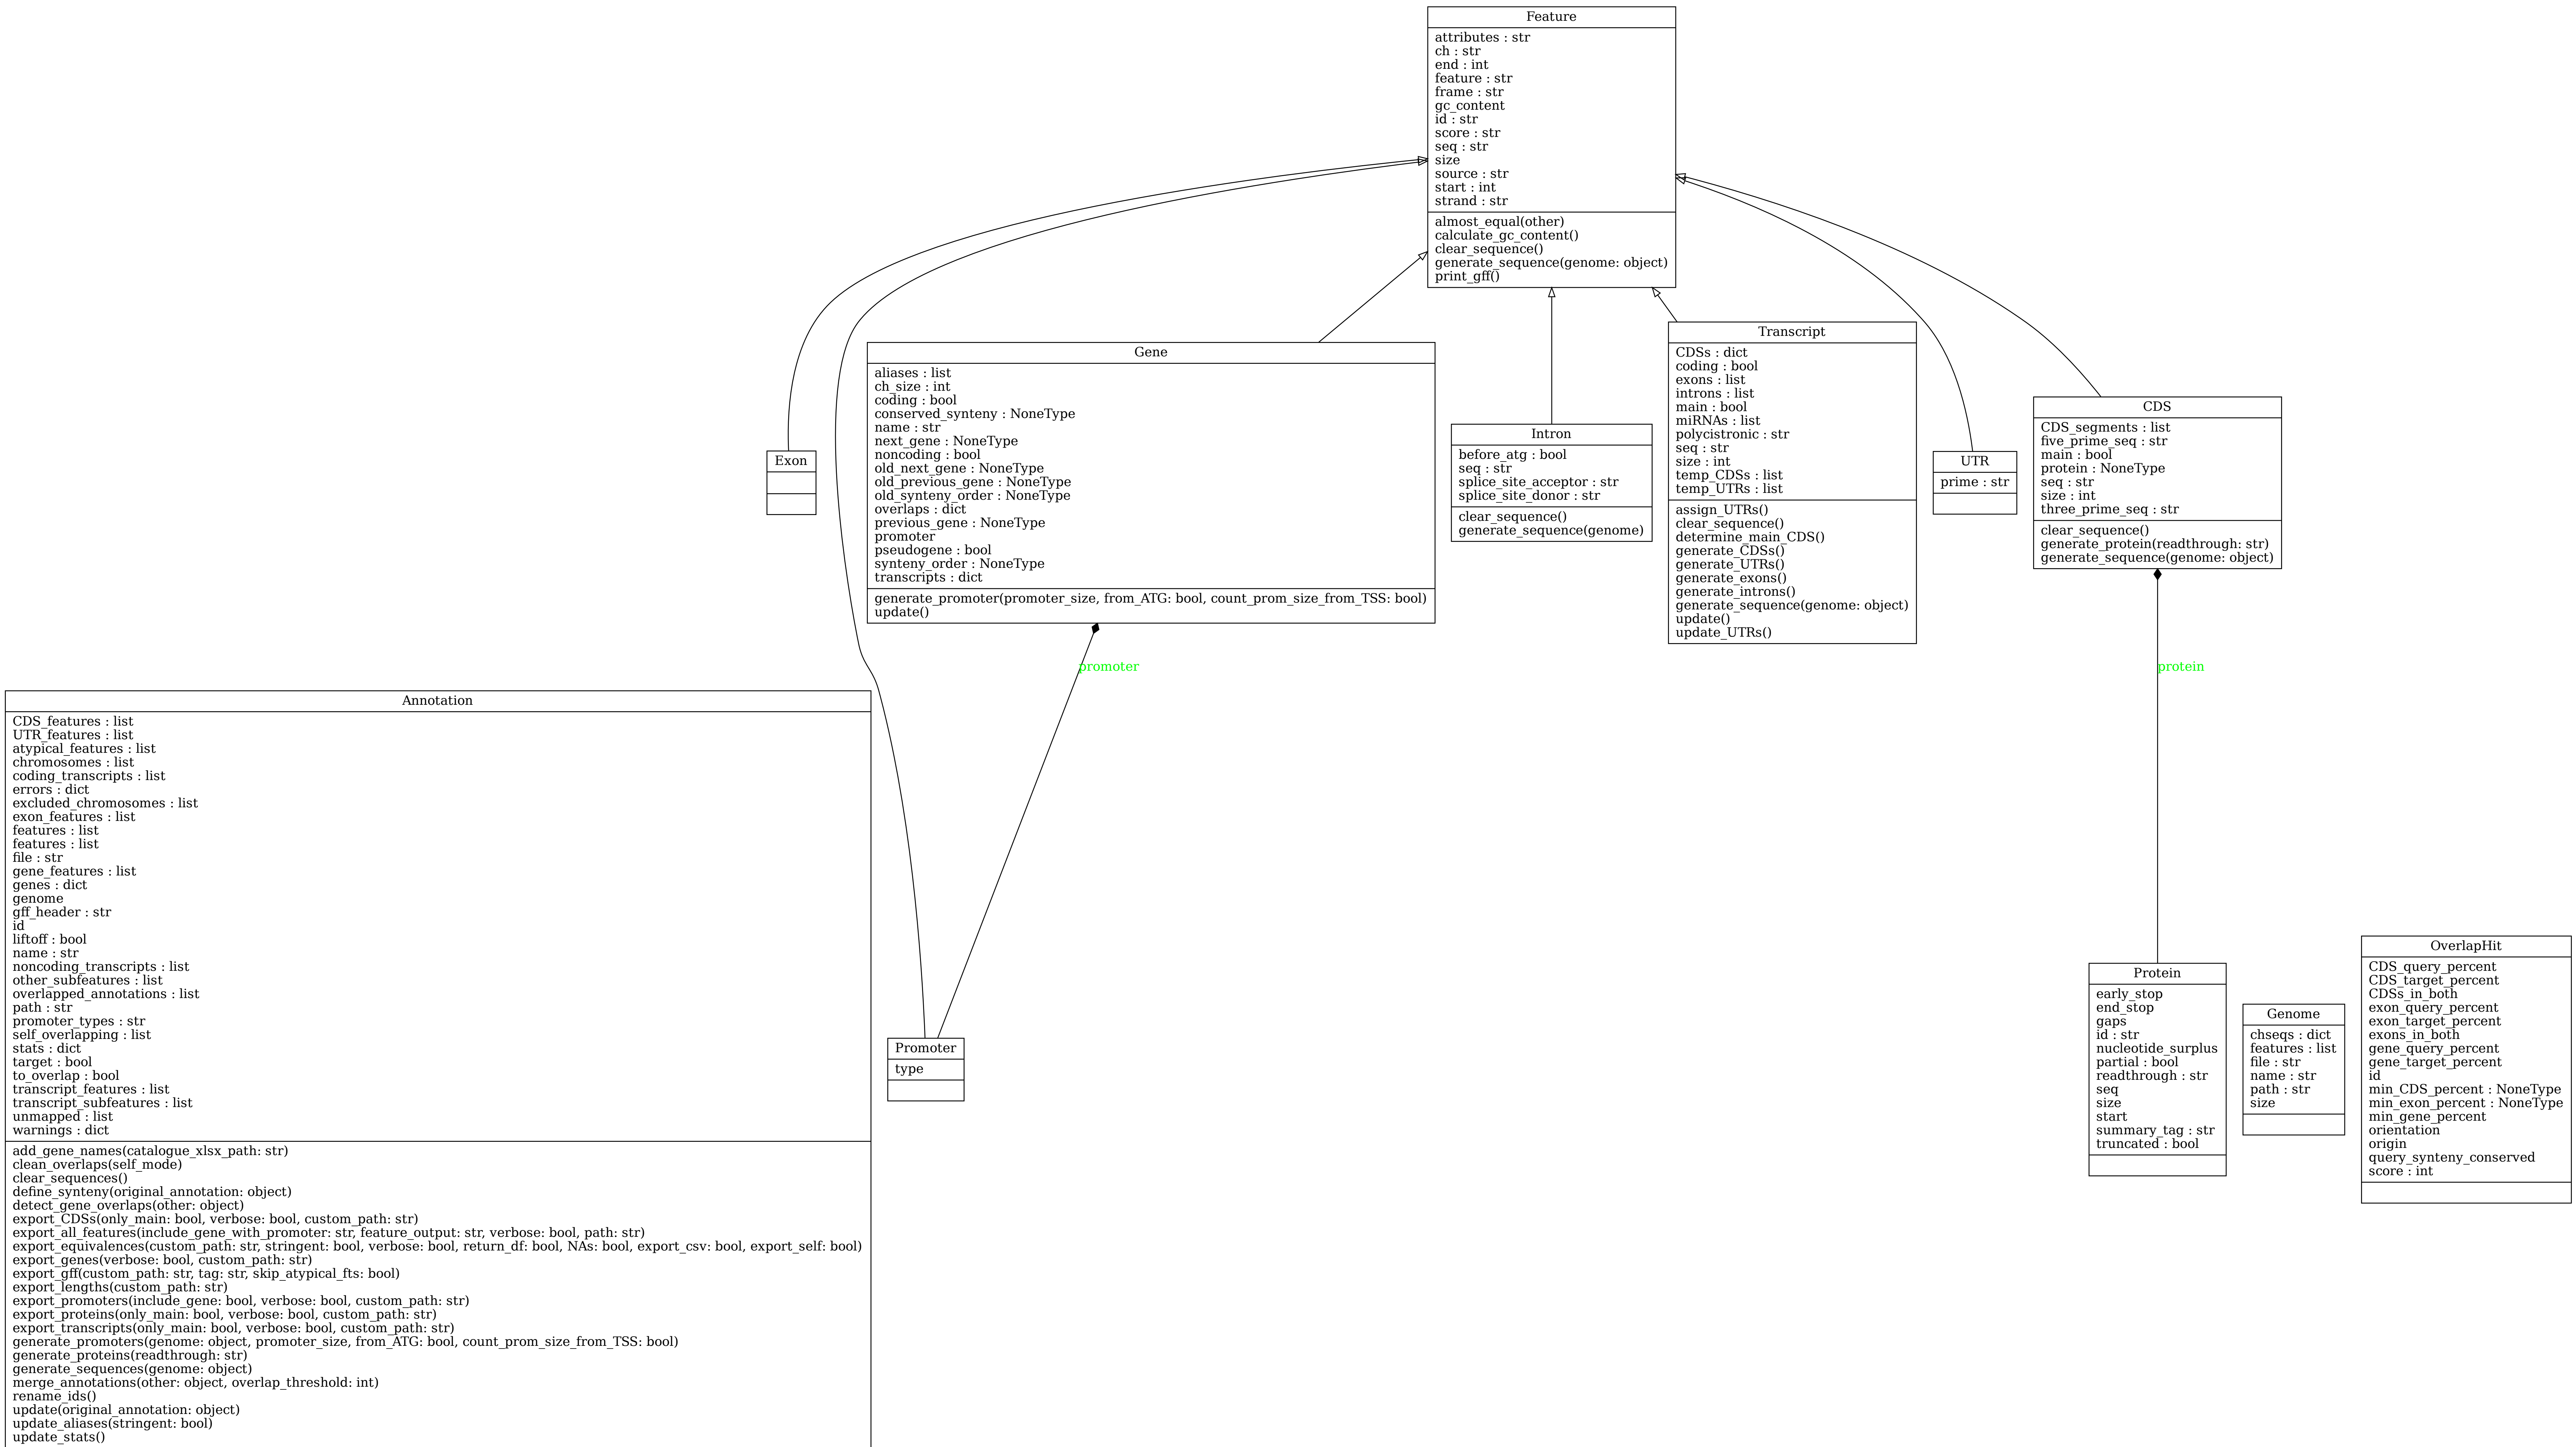 Feature
attributes : str
ch : str
end : int
feature : str
frame : str
gc_content
id : str
score : str
seq : str
size
source : str
start : int
strand : str
almost_equal(other)
calculate_gc_content()
clear_sequence()
generate_sequence(genome: object)
print_gff()
Exon
Gene
aliases : list
ch_size : int
coding : bool
conserved_synteny : NoneType
name : str
next_gene : NoneType
noncoding : bool
old_next_gene : NoneType
old_previous_gene : NoneType
old_synteny_order : NoneType
overlaps : dict
previous_gene : NoneType
promoter
pseudogene : bool
synteny_order : NoneType
transcripts : dict
generate_promoter(promoter_size, from_ATG: bool, count_prom_size_from_TSS: bool)
update()
Intron
before_atg : bool
seq : str
splice_site_acceptor : str
splice_site_donor : str
clear_sequence()
generate_sequence(genome)
Transcript
CDSs : dict
coding : bool
exons : list
introns : list
main : bool
miRNAs : list
polycistronic : str
seq : str
size : int
temp_CDSs : list
temp_UTRs : list
assign_UTRs()
clear_sequence()
determine_main_CDS()
generate_CDSs()
generate_UTRs()
generate_exons()
generate_introns()
generate_sequence(genome: object)
update()
update_UTRs()
UTR
prime : str
CDS
CDS_segments : list
five_prime_seq : str
main : bool
protein : NoneType
seq : str
size : int
three_prime_seq : str
clear_sequence()
generate_protein(readthrough: str)
generate_sequence(genome: object)
promoter
protein
Annotation
CDS_features : list
UTR_features : list
atypical_features : list
chromosomes : list
coding_transcripts : list
errors : dict
excluded_chromosomes : list
exon_features : list
features : list
features : list
file : str
gene_features : list
genes : dict
genome
gff_header : str
id
liftoff : bool
name : str
noncoding_transcripts : list
other_subfeatures : list
overlapped_annotations : list
path : str
promoter_types : str
self_overlapping : list
stats : dict
target : bool
to_overlap : bool
transcript_features : list
transcript_subfeatures : list
unmapped : list
warnings : dict
add_gene_names(catalogue_xlsx_path: str)
clean_overlaps(self_mode)
clear_sequences()
define_synteny(original_annotation: object)
detect_gene_overlaps(other: object)
export_CDSs(only_main: bool, verbose: bool, custom_path: str)
export_all_features(include_gene_with_promoter: str, feature_output: str, verbose: bool, path: str)
export_equivalences(custom_path: str, stringent: bool, verbose: bool, return_df: bool, NAs: bool, export_csv: bool, export_self: bool)
export_genes(verbose: bool, custom_path: str)
export_gff(custom_path: str, tag: str, skip_atypical_fts: bool)
export_lengths(custom_path: str)
export_promoters(include_gene: bool, verbose: bool, custom_path: str)
export_proteins(only_main: bool, verbose: bool, custom_path: str)
export_transcripts(only_main: bool, verbose: bool, custom_path: str)
generate_promoters(genome: object, promoter_size, from_ATG: bool, count_prom_size_from_TSS: bool)
generate_proteins(readthrough: str)
generate_sequences(genome: object)
merge_annotations(other: object, overlap_threshold: int)
rename_ids()
update(original_annotation: object)
update_aliases(stringent: bool)
update_stats()
Promoter
type
Protein
early_stop
end_stop
gaps
id : str
nucleotide_surplus
partial : bool
readthrough : str
seq
size
start
summary_tag : str
truncated : bool
Genome
chseqs : dict
features : list
file : str
name : str
path : str
size
OverlapHit
CDS_query_percent
CDS_target_percent
CDSs_in_both
exon_query_percent
exon_target_percent
exons_in_both
gene_query_percent
gene_target_percent
id
min_CDS_percent : NoneType
min_exon_percent : NoneType
min_gene_percent
orientation
origin
query_synteny_conserved
score : int